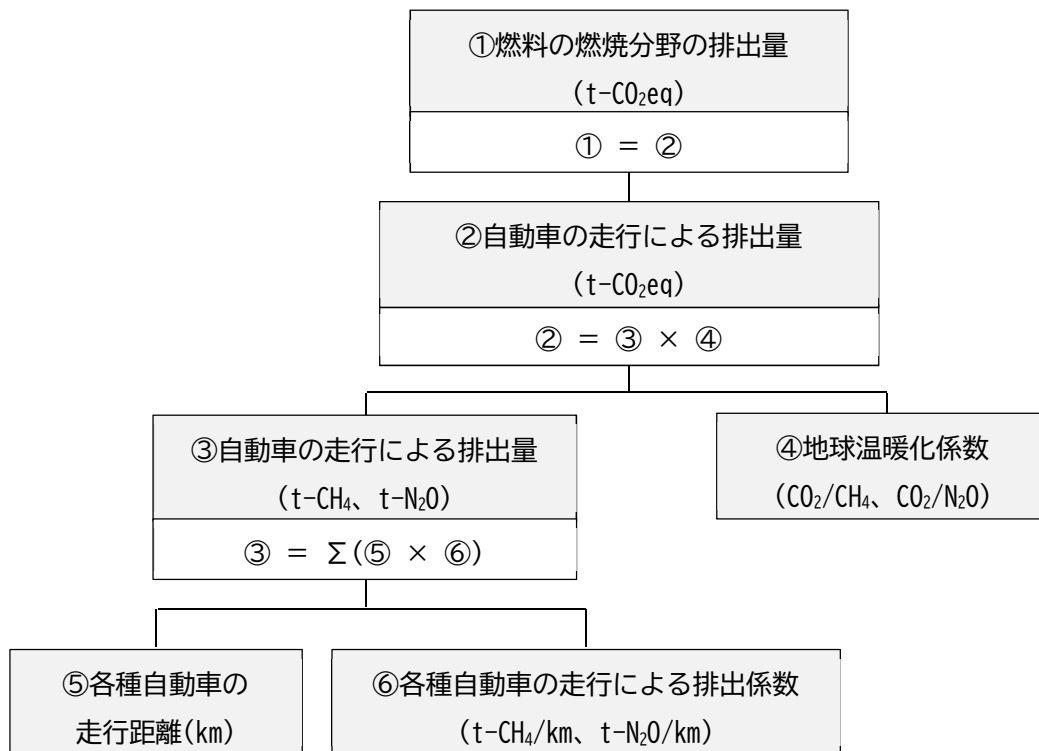 ①燃料の燃焼分野の排出量
(t-CO₂eq)
① = ②
②自動車の走行による排出量
(t-CO₂eq)
② = ③ × ④
③自動車の走行による排出量
(t-CH₄、t-N₂O)
③ = Σ(⑤ × ⑥)
④地球温暖化係数
(CO₂/CH₄、CO₂/N₂O)
⑤各種自動車の
走行距離(km)
⑥各種自動車の走行による排出係数
(t-CH₄/km、t-N₂O/km)